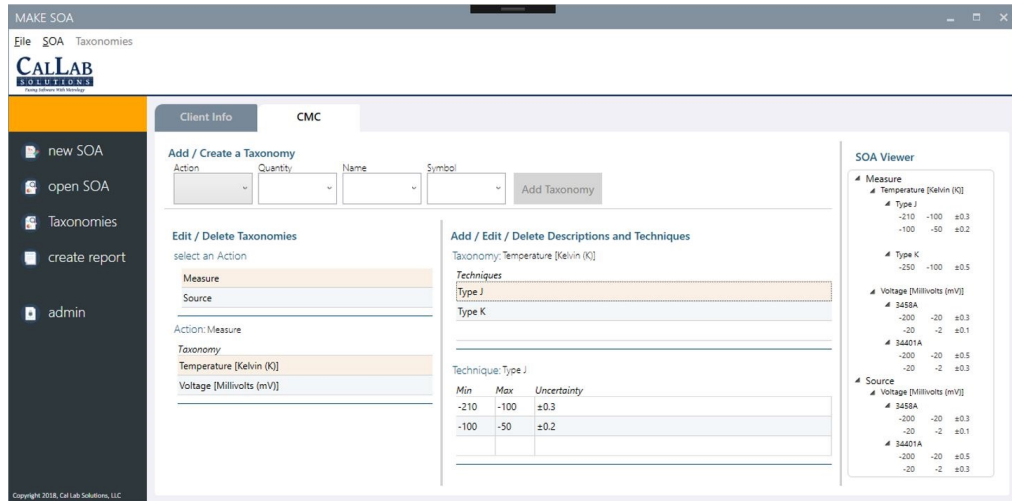 MAKE SOA
File SOA Taxonomies
CALLAB
SOLUTIONS
Fusing Software With Metrology
Client Info CMC
new SOA
open SOA
Taxonomies
create report
admin
Copyright 2018, Cal Lab Solutions, LLC
Add / Create a Taxonomy
Action Quantity Name Symbol
Add Taxonomy
Edit / Delete Taxonomies
select an Action
Measure
Source
Action: Measure
Taxonomy
Temperature [Kelvin (K)]
Voltage [Millivolts (mV)]
Add / Edit / Delete Descriptions and Techniques
Taxonomy: Temperature [Kelvin (K)]
Techniques
Type J
Type K
Technique: Type J
Min Max Uncertainty
-210 -100 ±0.3
-100 -50 ±0.2
SOA Viewer
Measure
Temperature [Kelvin (K)]
Type J
-210 -100 ±0.3
-100 -50 ±0.2
Type K
-250 -100 ±0.5
Voltage [Millivolts (mV)]
3458A
-200 -20 ±0.3
-20 -2 ±0.1
34401A
-200 -20 ±0.5
-20 -2 ±0.3
Source
Voltage [Millivolts (mV)]
3458A
-200 -20 ±0.3
-20 -2 ±0.1
34401A
-200 -20 ±0.5
-20 -2 ±0.3